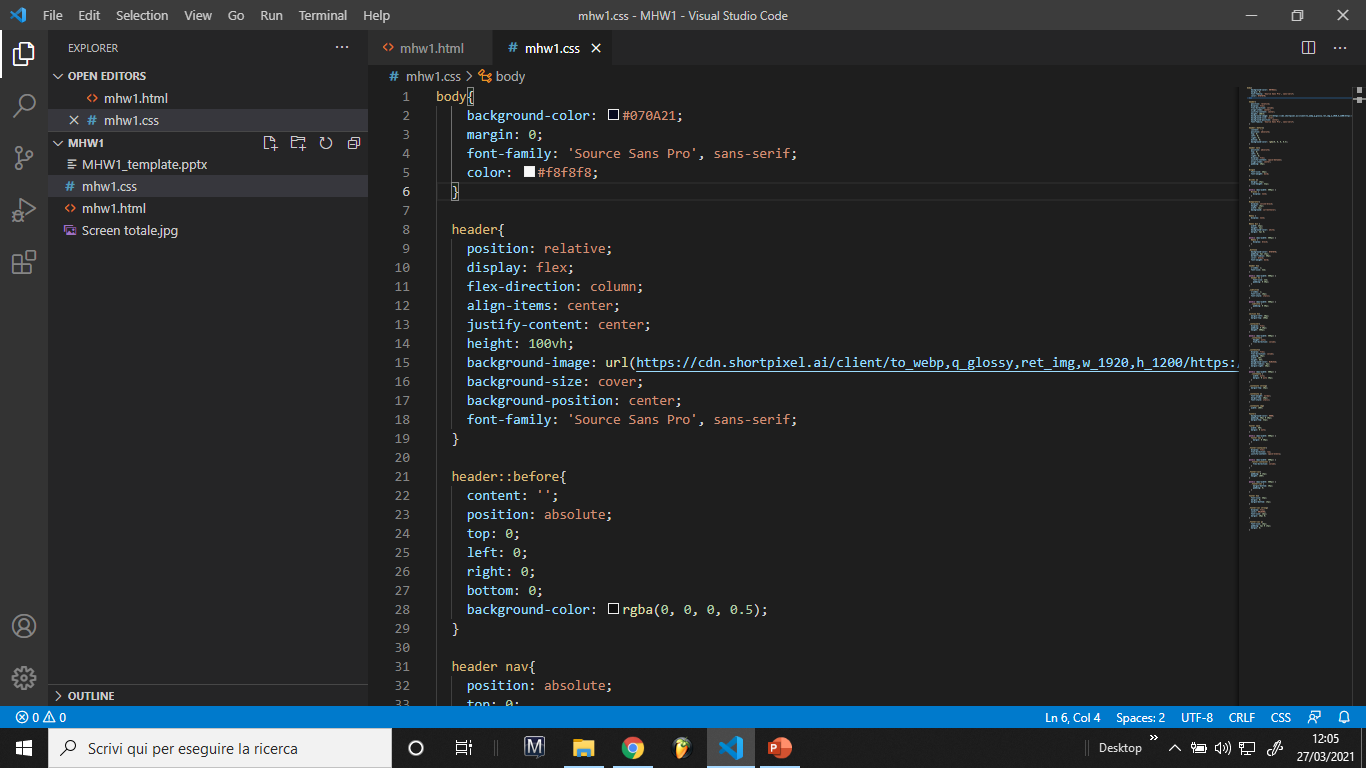 File Edit Selection View Go Run Terminal Help
mhw1.css - MHW1 - Visual Studio Code
EXPLORER
OPEN EDITORS
mhw1.html
mhw1.css
MHW1
MHW1_template.pptx
mhw1.css
mhw1.html
Screen totale.jpg
OUTLINE
mhw1.html
mhw1.css
mhw1.css > body
1 body{
2 background-color: #070A21;
3 margin: 0;
4 font-family: 'Source Sans Pro', sans-serif;
5 color: #f8f8f8;
6 }
7
8 header{
9 position: relative;
10 display: flex;
11 flex-direction: column;
12 align-items: center;
13 justify-content: center;
14 height: 100vh;
15 background-image: url(https://cdn.shortpixel.ai/client/to_webp,q_glossy,ret_img,w_1920,h_1200/https:/
16 background-size: cover;
17 background-position: center;
18 font-family: 'Source Sans Pro', sans-serif;
19 }
20
21 header::before{
22 content: '';
23 position: absolute;
24 top: 0;
25 left: 0;
26 right: 0;
27 bottom: 0;
28 background-color: rgba(0, 0, 0, 0.5);
29 }
30
31 header nav{
32 position: absolute;
33 top: 0;
0 0
Ln 6, Col 4 Spaces: 2 UTF-8 CRLF CSS
Scrivi qui per eseguire la ricerca
Desktop
12:05
27/03/2021